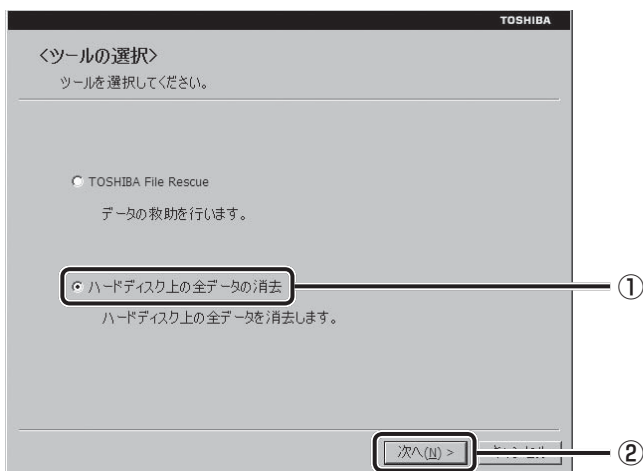 TOSHIBA
<ツールの選択>
ツールを選択してください。
TOSHIBA File Rescue
データの救助を行います。
ハードディスク上の全データの消去
①
ハードディスク上の全データを消去します。
次へ(N) >
②